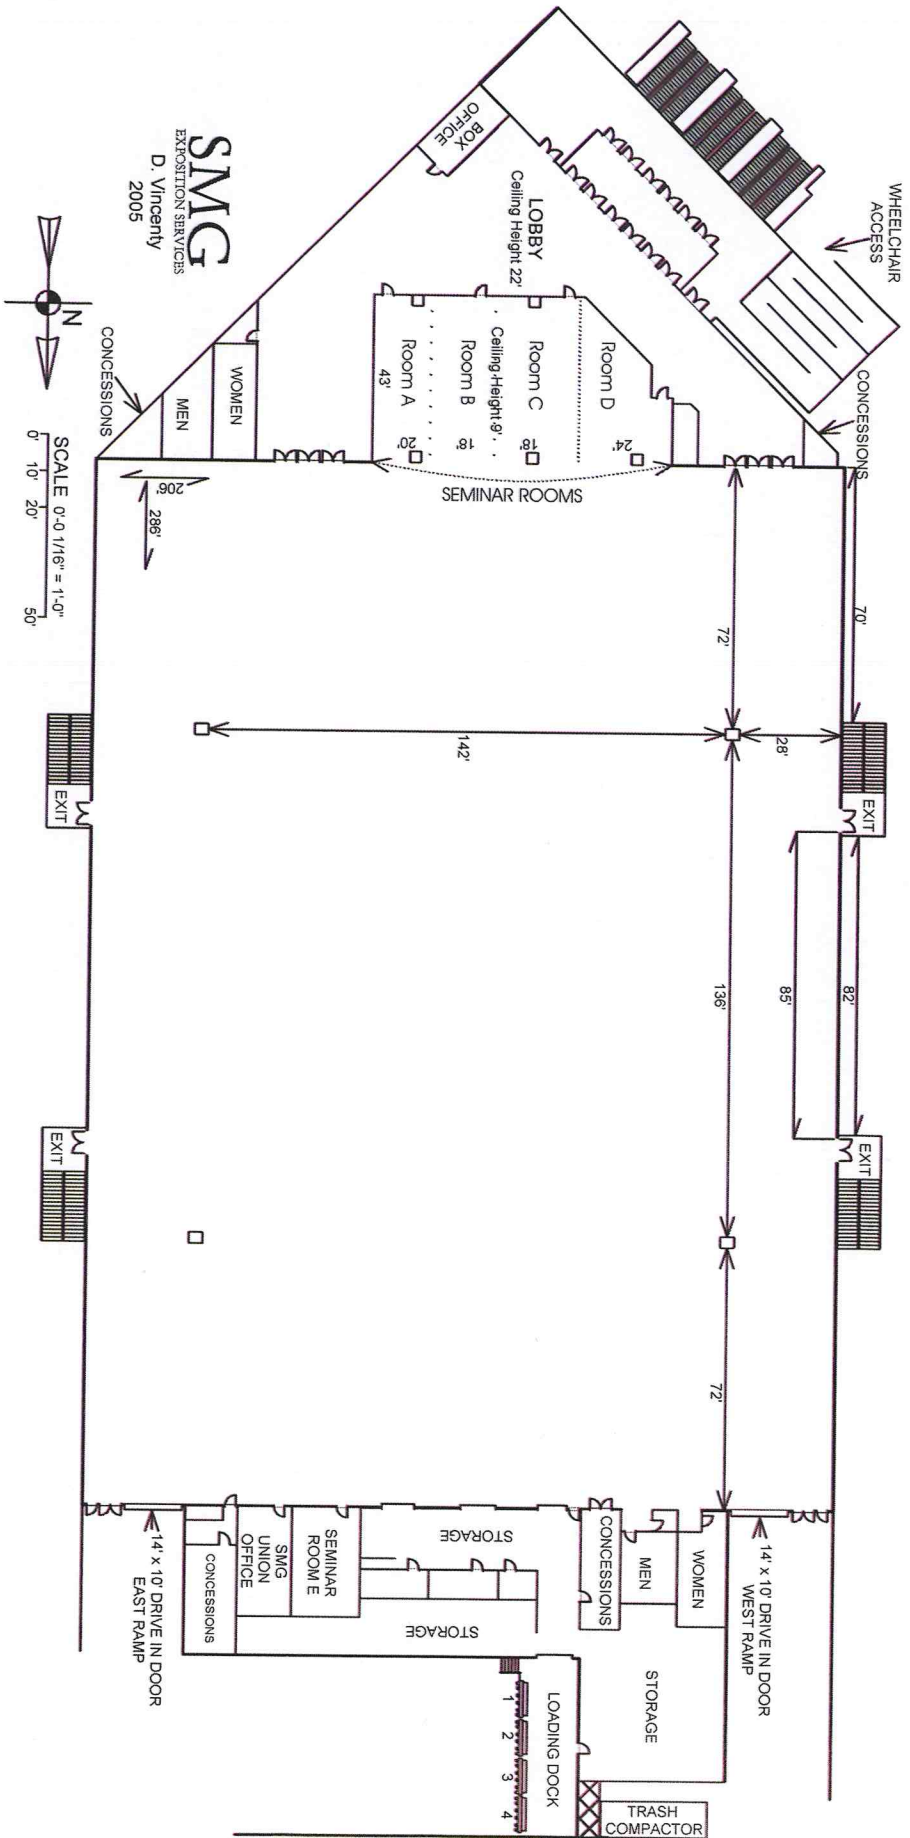 WHEELCHAIR
ACCESS
CONCESSIONS
BOX
OFFICE
LOBBY
Ceiling Height 22'
Room D
24'
Room C
18'
Ceiling Height 9'
Room B
18'
Room A
20'
43'
SEMINAR ROOMS
WOMEN
MEN
CONCESSIONS
SMG
EXPOSITION SERVICES
D. Vincenty
2005
N
SCALE 0'-0 1/16" = 1'-0"
0'
10'
20'
50'
206'
286'
70'
72'
28'
142'
EXIT
EXIT
82'
85'
136'
EXIT
EXIT
72'
14' x 10' DRIVE IN DOOR
WEST RAMP
WOMEN
MEN
CONCESSIONS
STORAGE
STORAGE
STORAGE
SEMINAR
ROOM E
SMG
UNION
OFFICE
CONCESSIONS
14' x 10' DRIVE IN DOOR
EAST RAMP
LOADING DOCK
1
2
3
4
TRASH
COMPACTOR